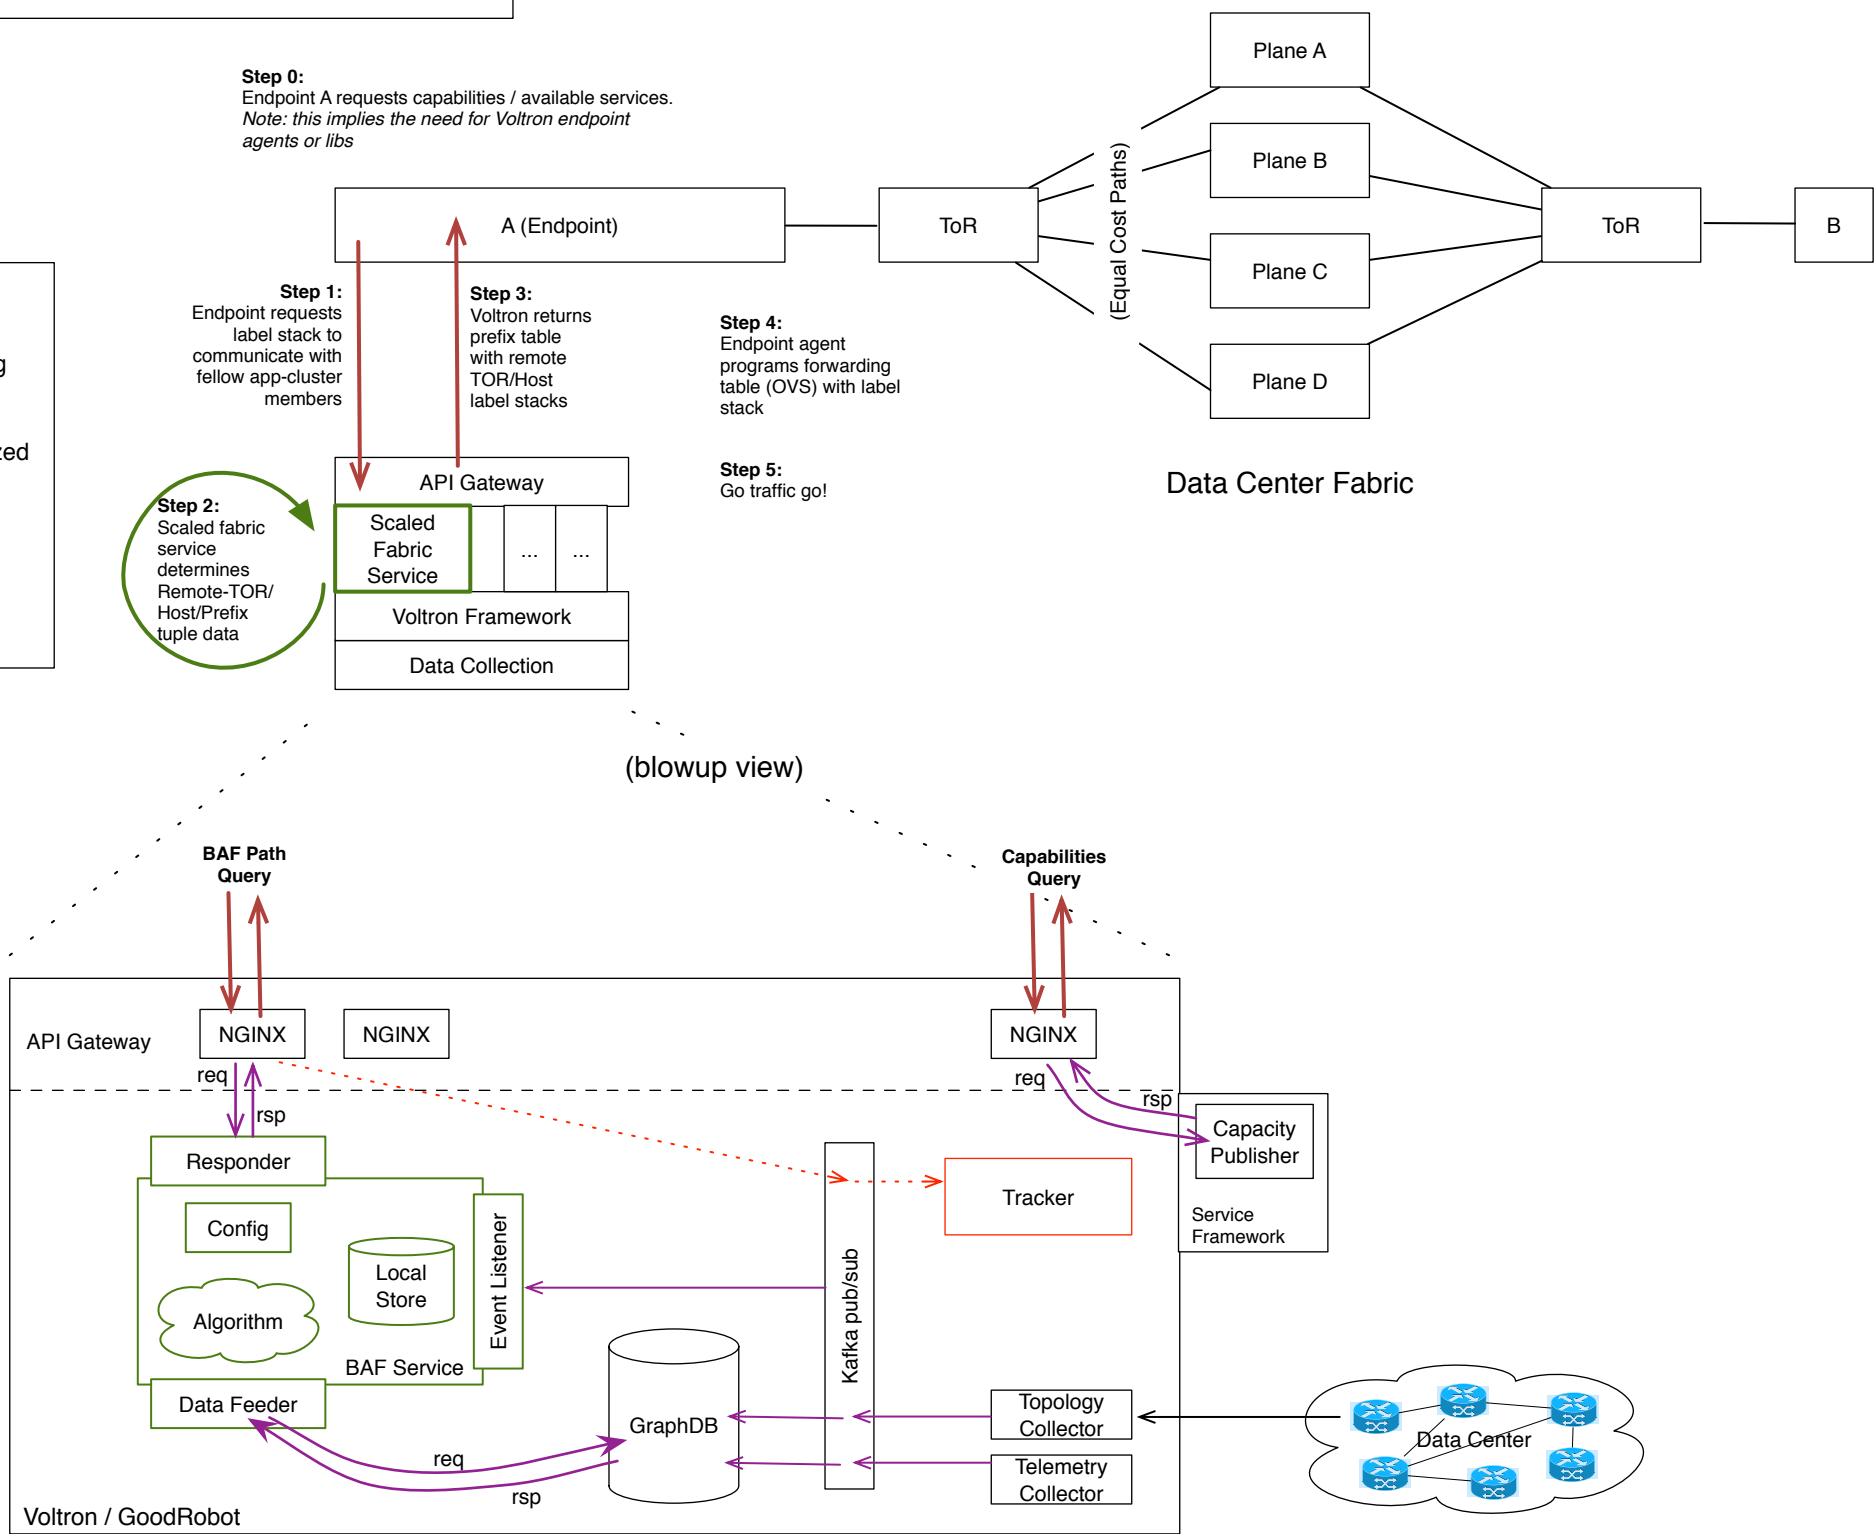 Step 0:
Endpoint A requests capabilities / available services.
Note: this implies the need for Voltron endpoint
agents or libs
Plane A
Plane B
Plane C
Plane D
(Equal Cost Paths)
A (Endpoint)
ToR
ToR
B
Data Center Fabric
g
zed
Step 1:
Endpoint requests
label stack to
communicate with
fellow app-cluster
members
Step 3:
Voltron returns
prefix table
with remote
TOR/Host
label stacks
Step 4:
Endpoint agent
programs forwarding
table (OVS) with label
stack
Step 5:
Go traffic go!
Step 2:
Scaled fabric
service
determines
Remote-TOR/
Host/Prefix
tuple data
API Gateway
Scaled
Fabric
Service
...
...
Voltron Framework
Data Collection
(blowup view)
BAF Path
Query
Capabilities
Query
API Gateway
NGINX
NGINX
NGINX
req
rsp
req
rsp
Capacity
Publisher
Service
Framework
Responder
Config
Local
Store
Algorithm
BAF Service
Event Listener
Data Feeder
Kafka pub/sub
Tracker
GraphDB
req
rsp
Topology
Collector
Telemetry
Collector
Data Center
Voltron / GoodRobot